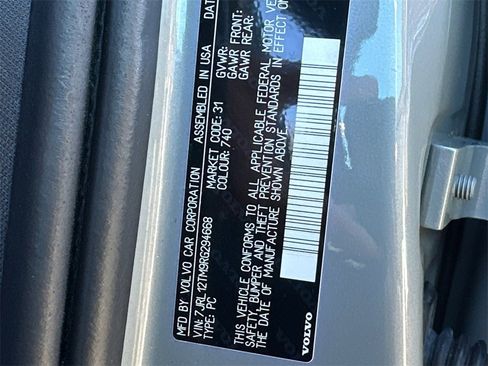 MFD BY VOLVO CAR CORPORATION ASSEMBLED IN USA DAT
VIN: 7JRL12TM9RG294668 GVWR:
TYPE: PC MARKET CODE: 31 GAWR FRONT:
COLOUR: 740 GAWR REAR:
THIS VEHICLE CONFORMS TO ALL APPLICABLE FEDERAL MOTOR VE
SAFETY, BUMPER AND THEFT PREVENTION STANDARDS IN EFFECT O
THE DATE OF MANUFACTURE SHOWN ABOVE.
VOLVO